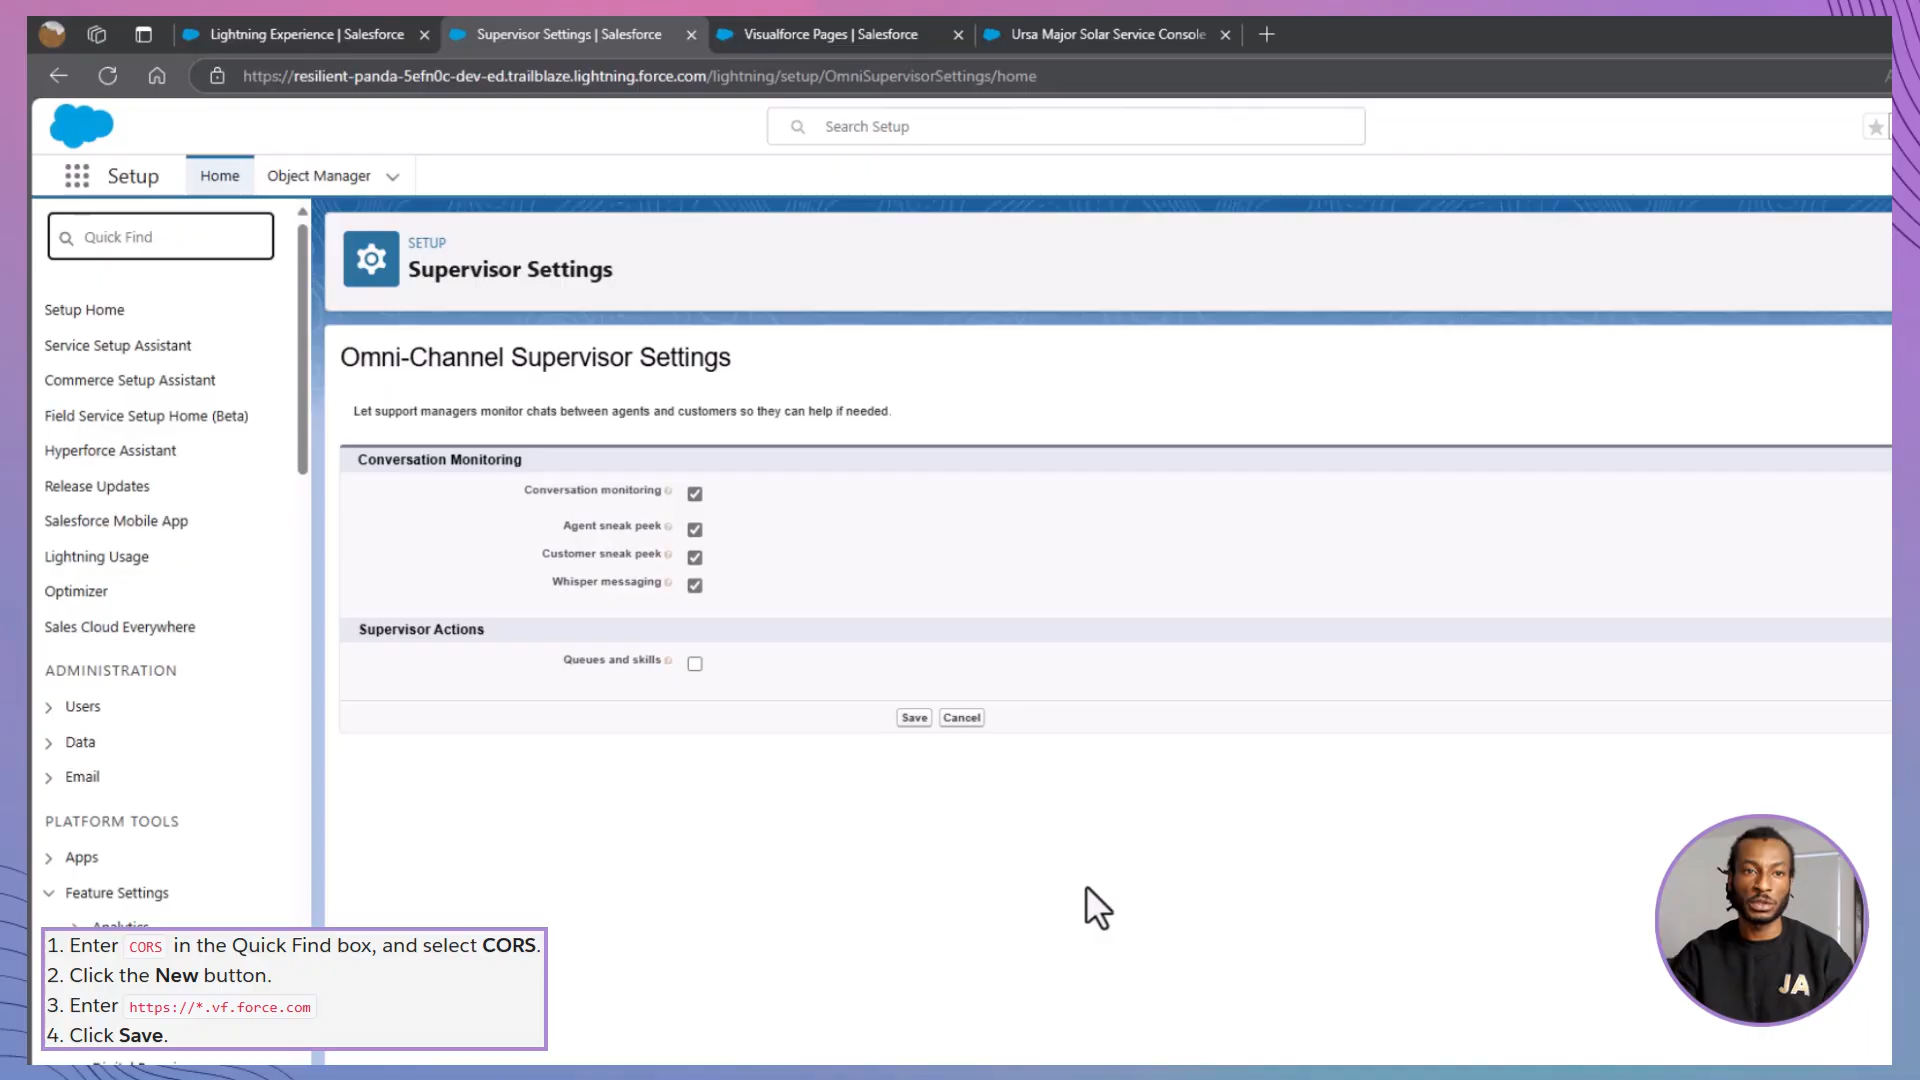 Lightning Experience | Salesforce
Supervisor Settings | Salesforce
Visualforce Pages | Salesforce
Ursa Major Solar Service Console
https://resilient-panda-5efn0c-dev-ed.trailblaze.lightning.force.com/lightning/setup/OmniSupervisorSettings/home
Search Setup
Setup
Home
Object Manager
Quick Find
SETUP
Supervisor Settings
Setup Home
Service Setup Assistant
Commerce Setup Assistant
Field Service Setup Home (Beta)
Hyperforce Assistant
Release Updates
Salesforce Mobile App
Lightning Usage
Optimizer
Sales Cloud Everywhere
ADMINISTRATION
Users
Data
Email
PLATFORM TOOLS
Apps
Feature Settings
Analytics
Omni-Channel Supervisor Settings
Let support managers monitor chats between agents and customers so they can help if needed.
Conversation Monitoring
Conversation monitoring
Agent sneak peek
Customer sneak peek
Whisper messaging
Supervisor Actions
Queues and skills
Save Cancel
1. Enter CORS in the Quick Find box, and select CORS.
2. Click the New button.
3. Enter https://*.vf.force.com
4. Click Save.
JA